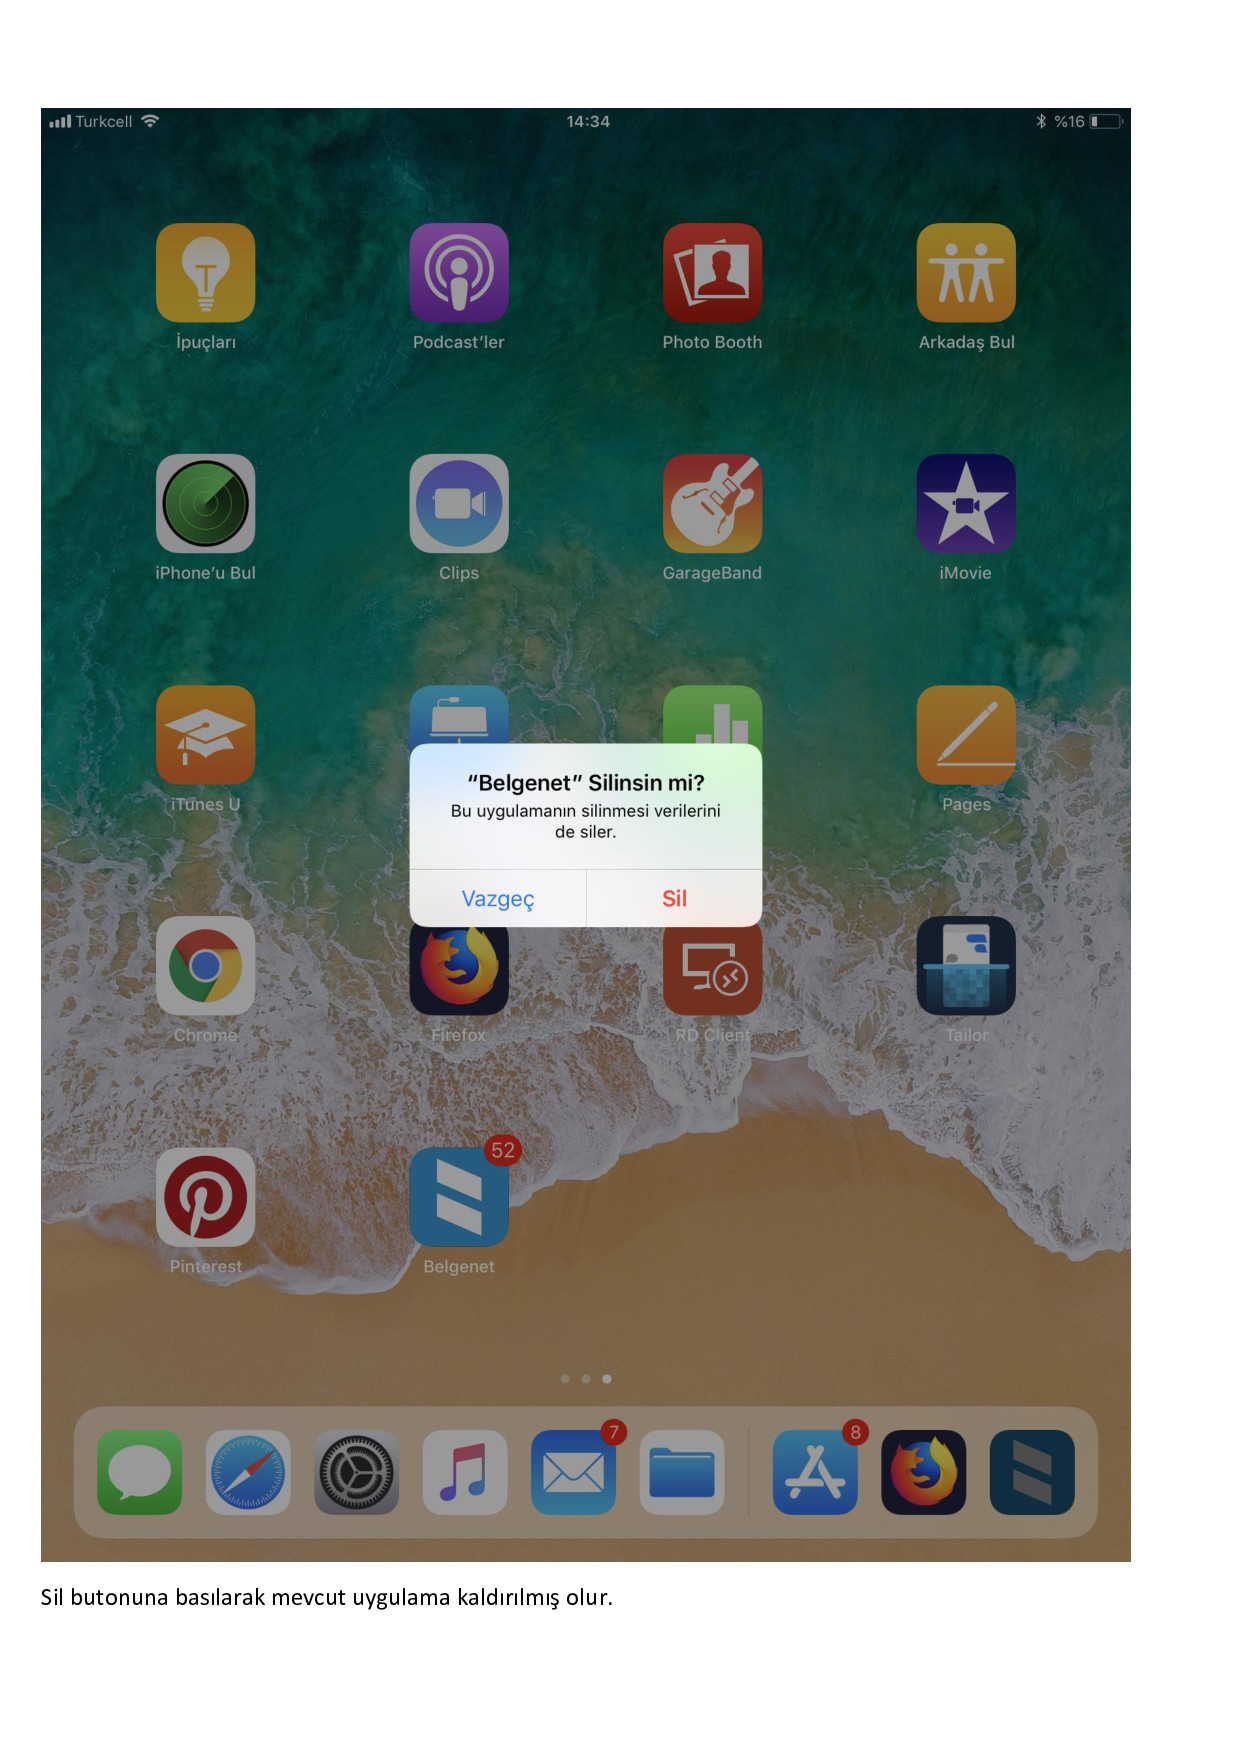 Turkcell 14:34 %16
İpuçları Podcast’ler Photo Booth Arkadaş Bul
iPhone’u Bul Clips GarageBand iMovie
iTunes U Pages
“Belgenet” Silinsin mi?
Bu uygulamanın silinmesi verilerini
de siler.
Vazgeç Sil
Chrome Firefox RD Client Tailor
52
Pinterest Belgenet
7 8
Sil butonuna basılarak mevcut uygulama kaldırılmış olur.